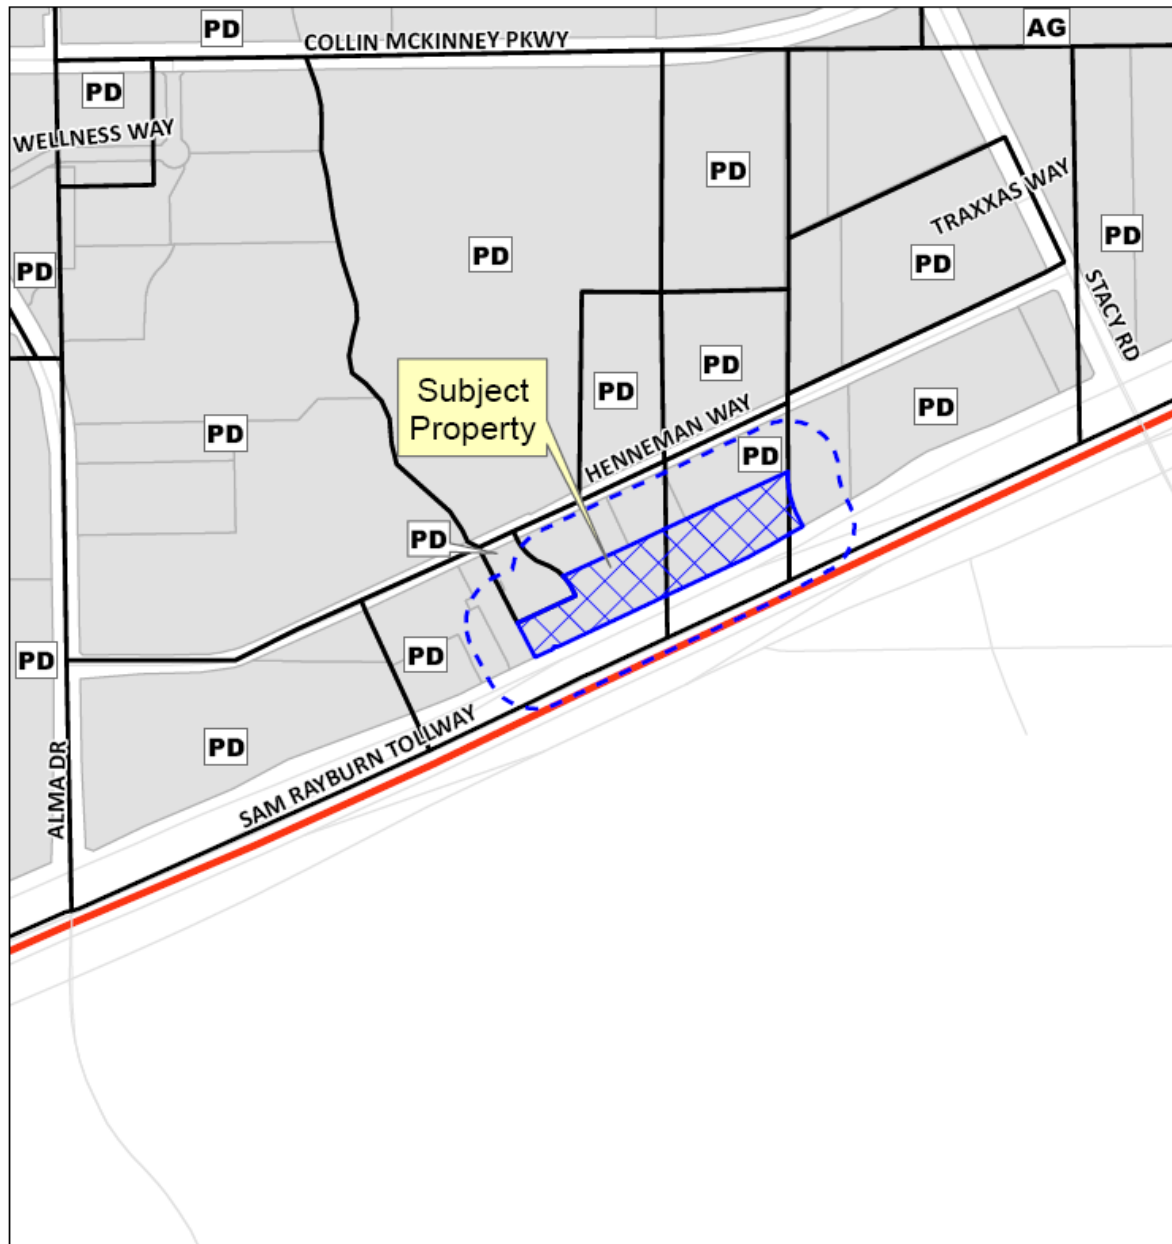 PD
AG
COLLIN MCKINNEY PKWY
PD
WELLNESS WAY
PD
TRAXXAS WAY
PD
PD
PD
PD
STACY RD
PD
PD
Subject
Property
PD
PD
HENNEMAN WAY
PD
PD
PD
PD
PD
PD
SAM RAYBURN TOLLWAY
ALMA DR